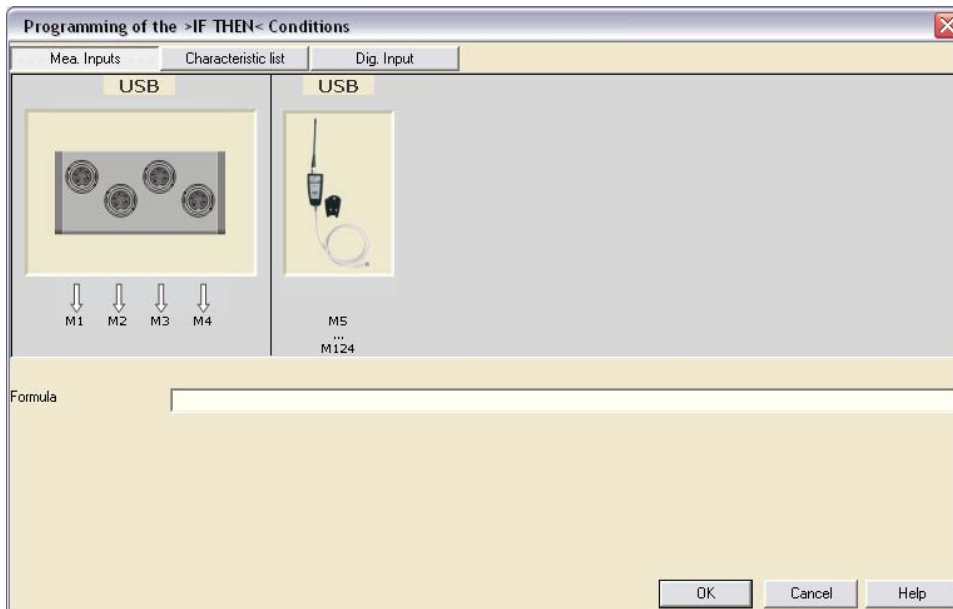 Programming of the >IF THEN< Conditions
Mea. Inputs Characteristic list Dig. Input
USB USB
M1 M2 M3 M4 M5
...
M124
Formula
OK Cancel Help